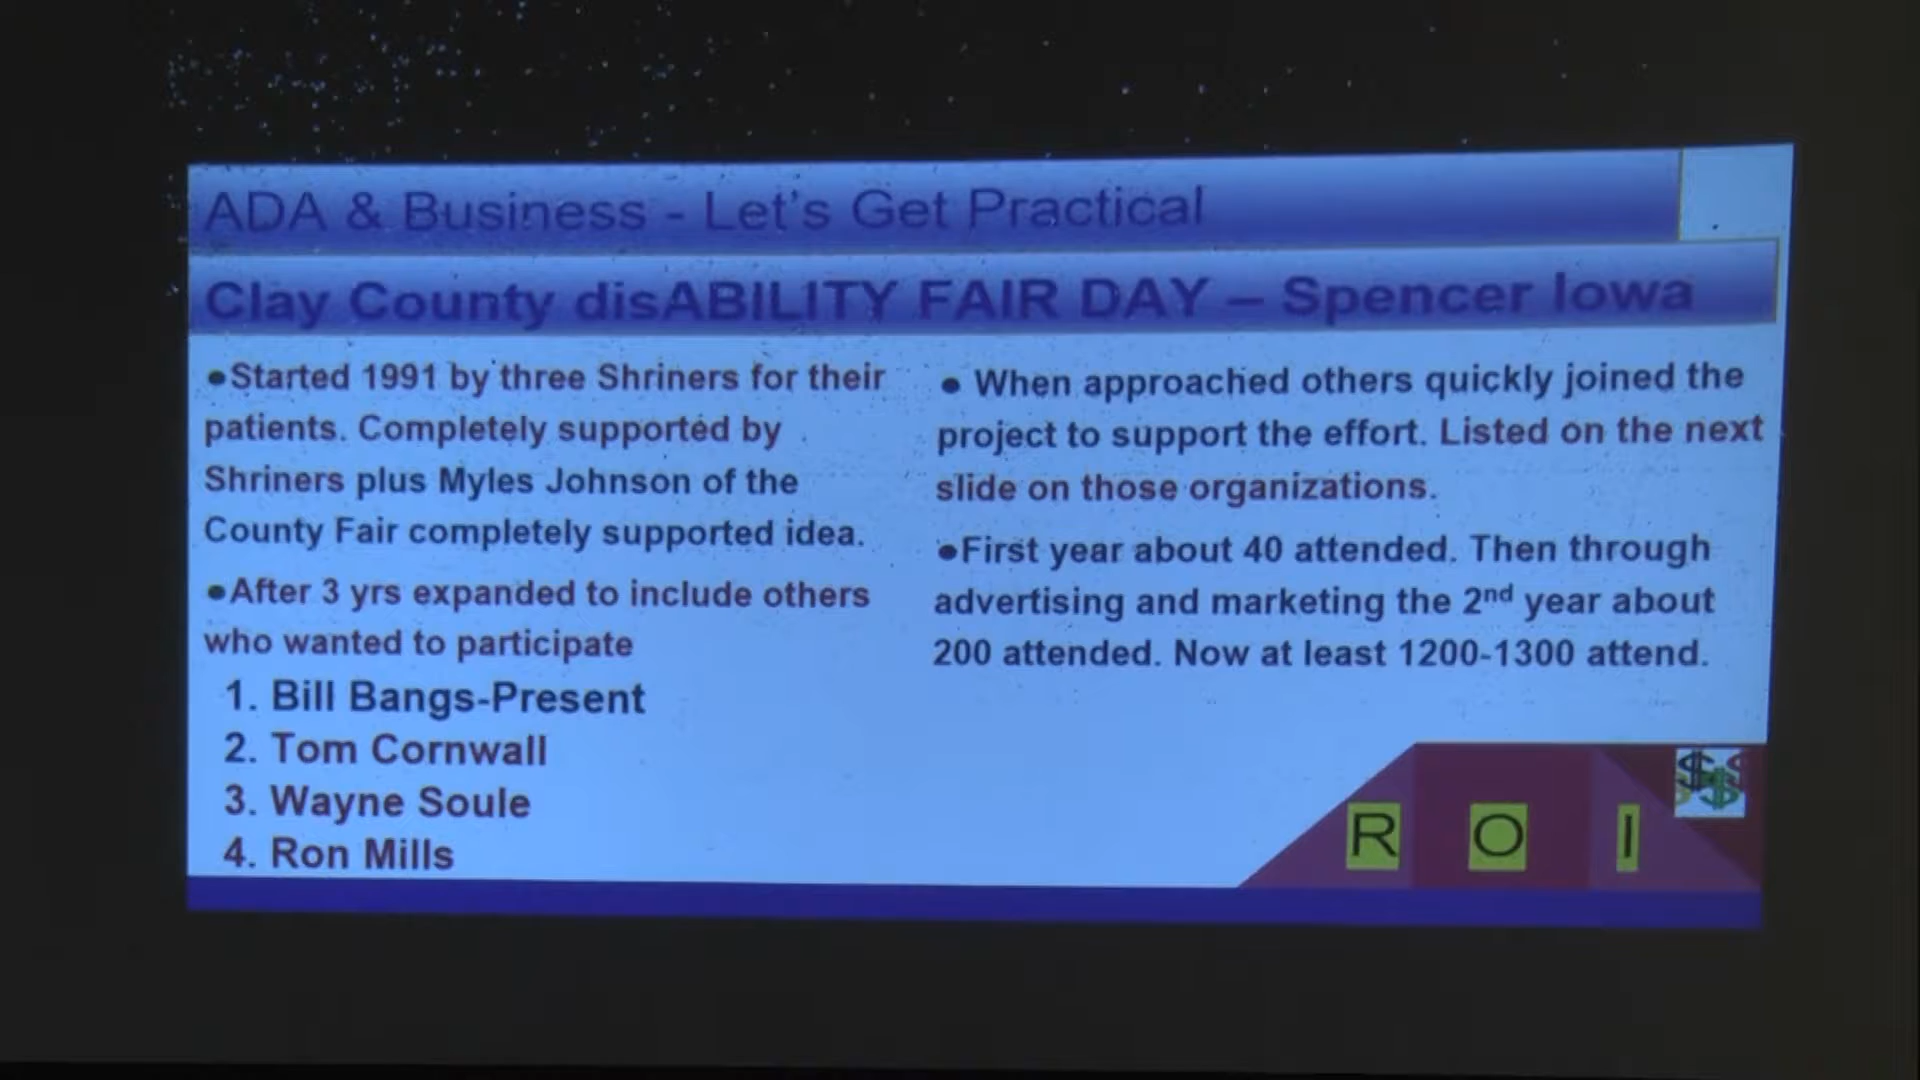 ADA & Business - Let's Get Practical
Clay County disABILITY FAIR DAY – Spencer Iowa
●Started 1991 by three Shriners for their
patients. Completely supported by
Shriners plus Myles Johnson of the
County Fair completely supported idea.
●After 3 yrs expanded to include others
who wanted to participate
1. Bill Bangs-Present
2. Tom Cornwall
3. Wayne Soule
4. Ron Mills
● When approached others quickly joined the
project to support the effort. Listed on the next
slide on those organizations.
●First year about 40 attended. Then through
advertising and marketing the 2nd year about
200 attended. Now at least 1200-1300 attend.
$$$
R O I